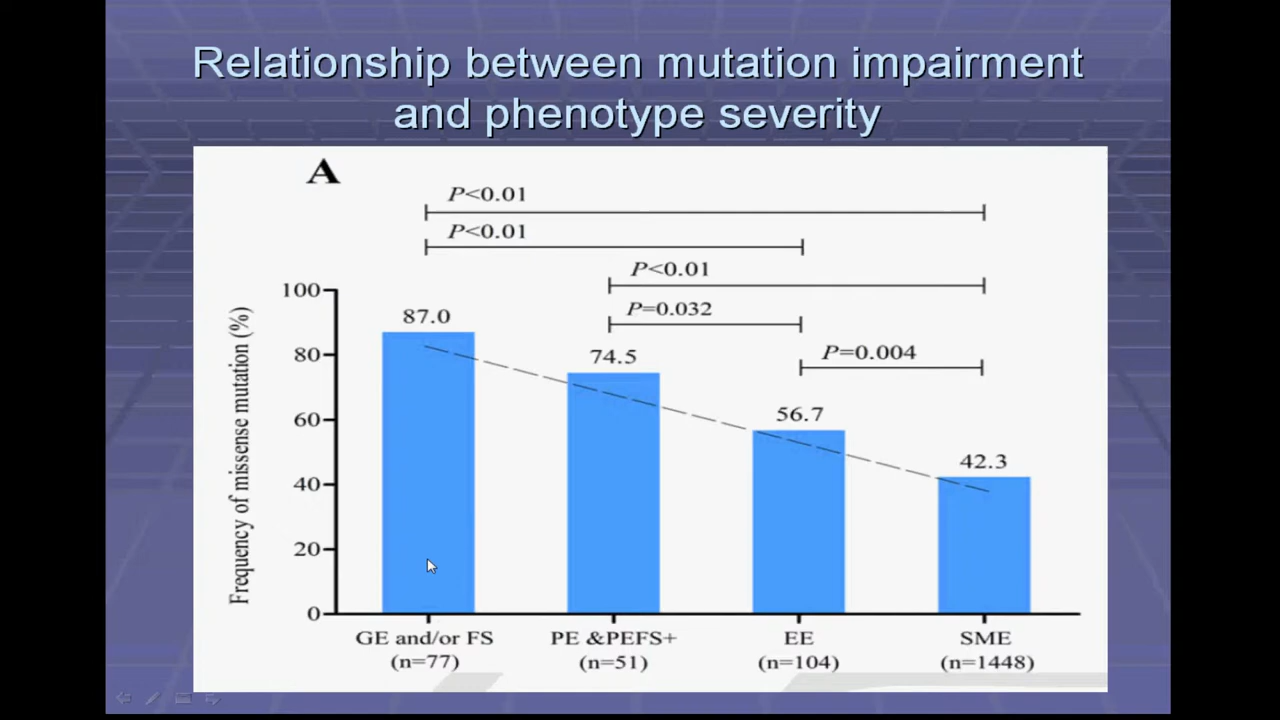 Relationship between mutation impairment
and phenotype severity
A
P<0.01
P<0.01
P<0.01
P=0.032
P=0.004
Frequency of missense mutation (%)
100
80
60
40
20
0
87.0
74.5
56.7
42.3
GE and/or FS
(n=77)
PE &PEFS+
(n=51)
EE
(n=104)
SME
(n=1448)